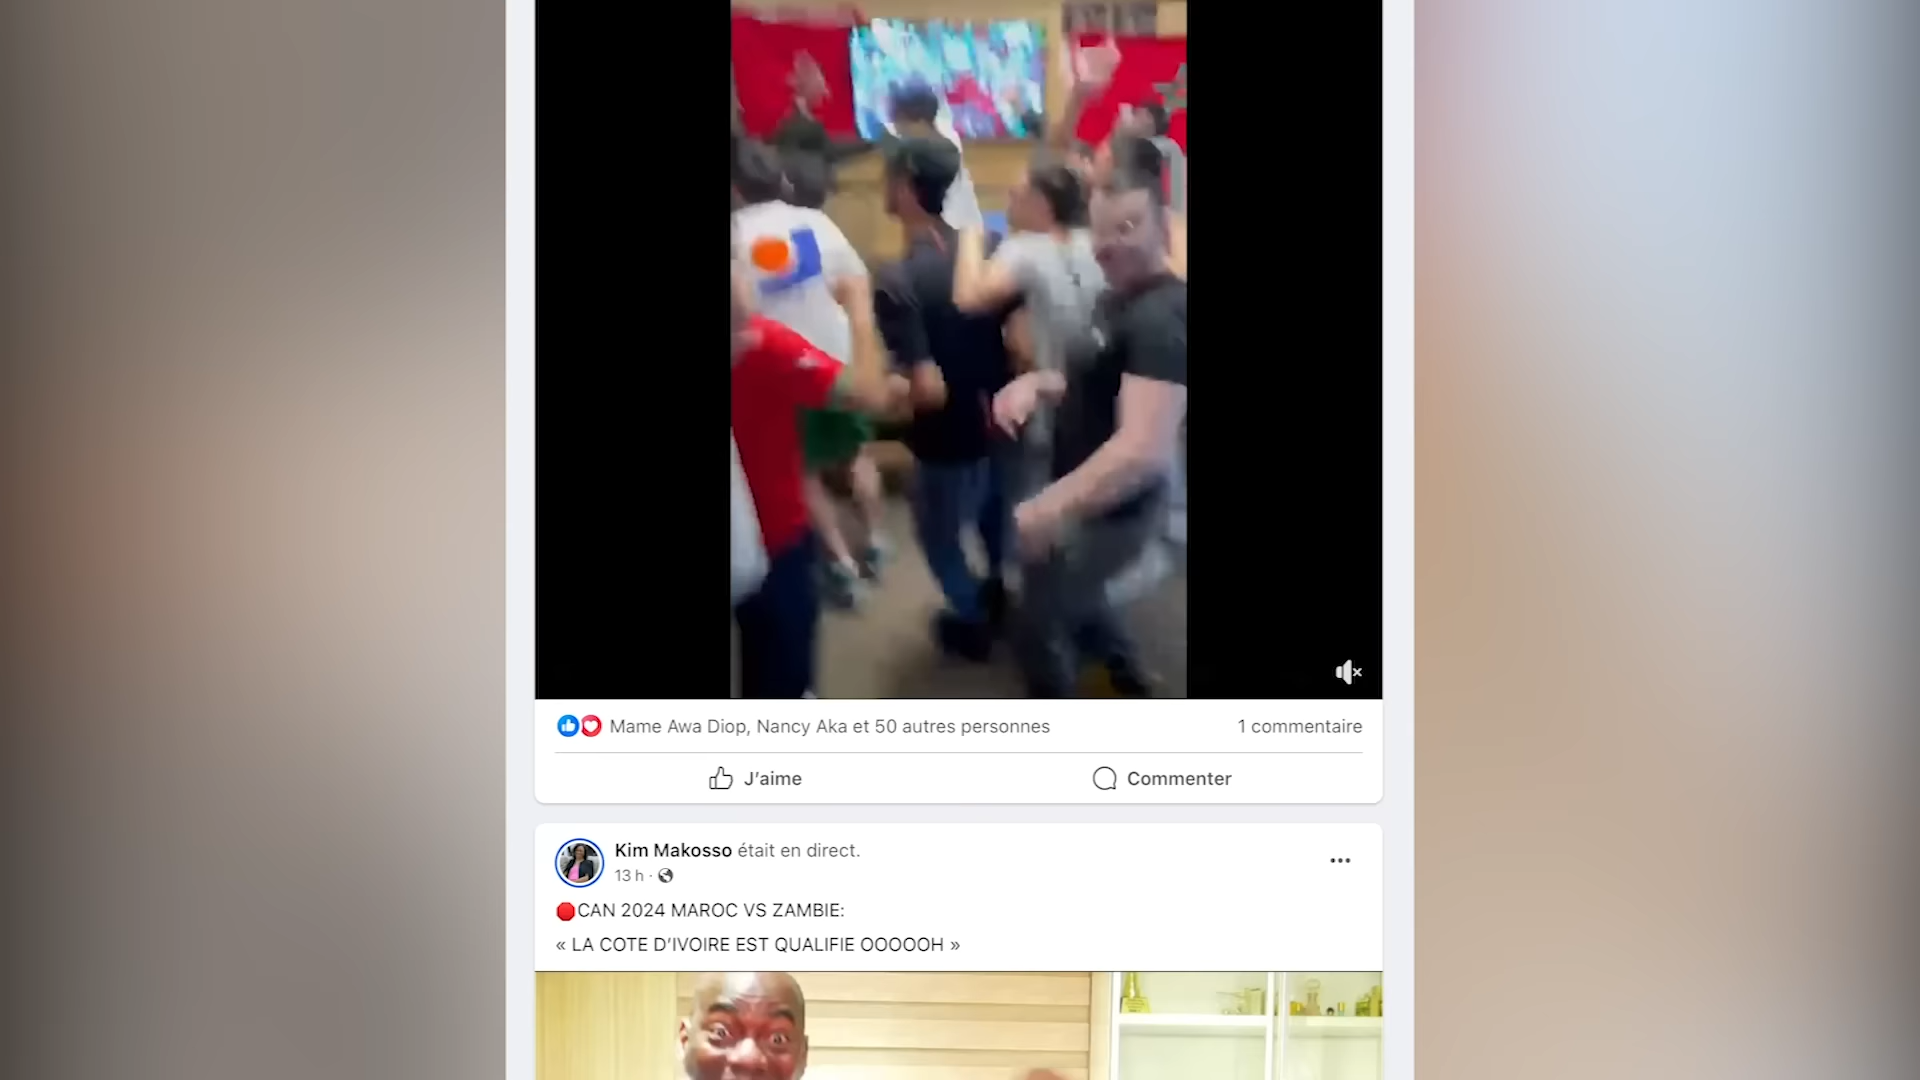 Mame Awa Diop, Nancy Aka et 50 autres personnes
1 commentaire
J'aime
Commenter
Kim Makosso était en direct.
13 h ·
CAN 2024 MAROC VS ZAMBIE:
« LA COTE D'IVOIRE EST QUALIFIE OOOOOH »